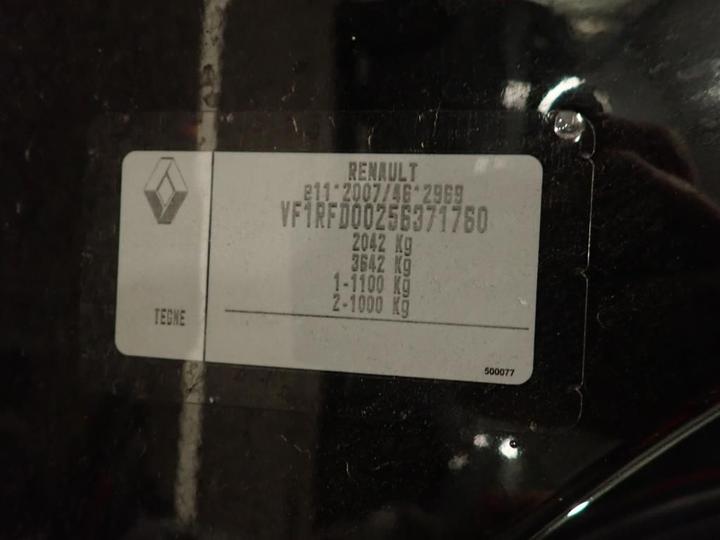 RENAULT
e11*2007/46*2969
VF1RFD00256371760
2042 Kg
3642 Kg
1-1100 Kg
2-1000 Kg
TEGNE
500077